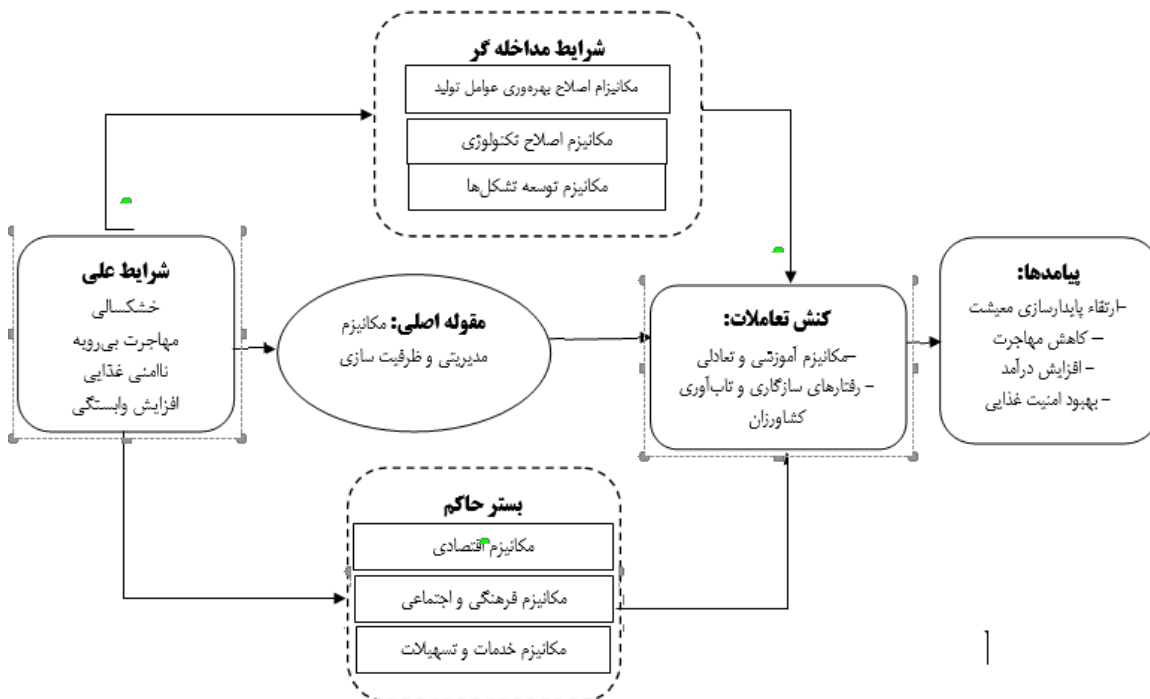 شرایط مداخله گر
مکانیزام اصلاح بهره‌وری عوامل تولید
مکانیزم اصلاح تکنولوژی
مکانیزم توسعه تشکل‌ها
شرایط علی
خشکسالی
مهاجرت بی‌رویه
ناامنی غذایی
افزایش وابستگی
مقوله اصلی: مکانیزم
مدیریتی و ظرفیت سازی
کنش تعاملات:
–مکانیزم آموزشی و تعادلی
– رفتارهای سازگاری و تاب‌آوری
کشاورزان
پیامدها:
–ارتقاء پایدارسازی معیشت
– کاهش مهاجرت
– افزایش درآمد
– بهبود امنیت غذایی
بستر حاکم
مکانیزم اقتصادی
مکانیزم فرهنگی و اجتماعی
مکانیزم خدمات و تسهیلات